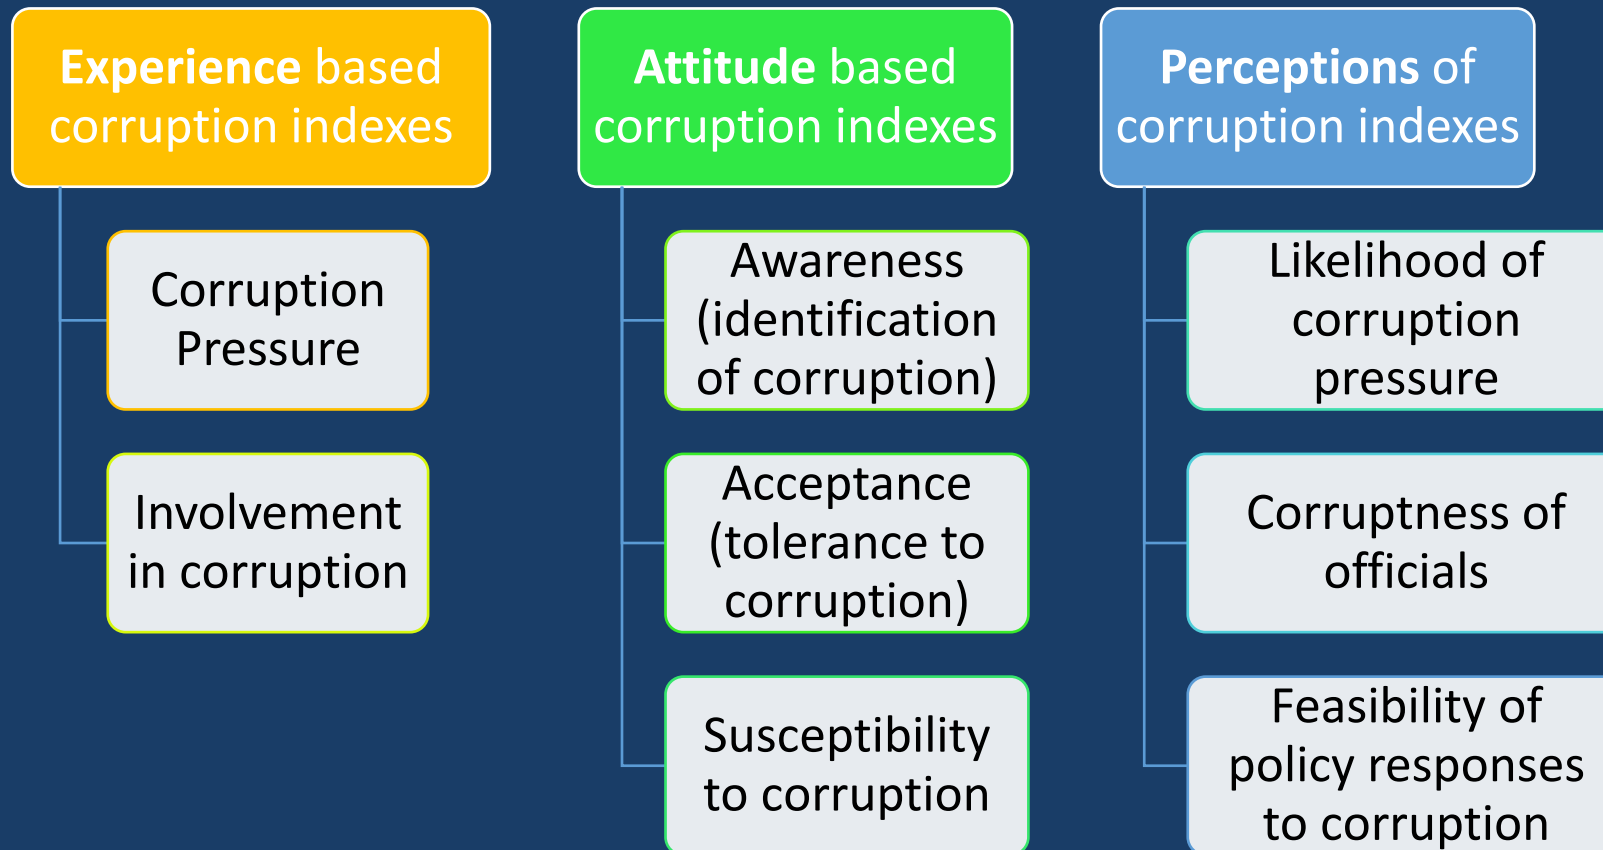 Experience based
corruption indexes
Corruption
Pressure
Involvement
in corruption
Attitude based
corruption indexes
Awareness
(identification
of corruption)
Acceptance
(tolerance to
corruption)
Susceptibility
to corruption
Perceptions of
corruption indexes
Likelihood of
corruption
pressure
Corruptness of
officials
Feasibility of
policy responses
to corruption